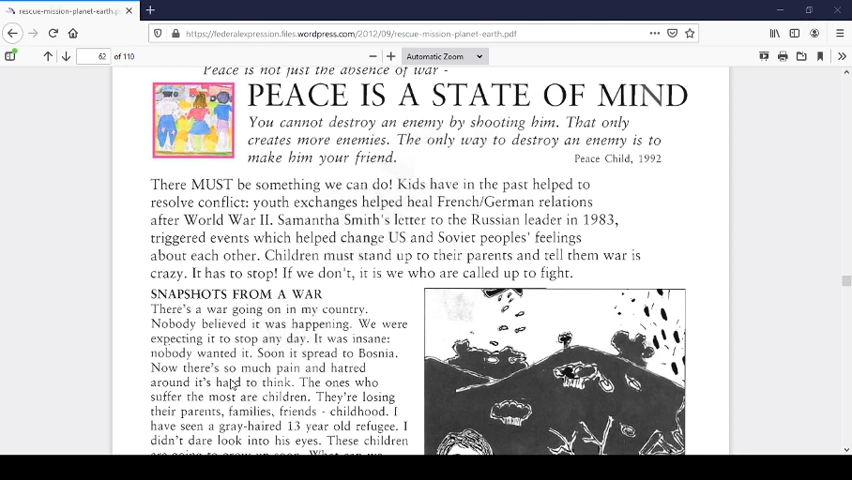 rescue-mission-planet-earth.p
https://federalexpression.files.wordpress.com/2012/09/rescue-mission-planet-earth.pdf
62 of 110
Automatic Zoom
Peace is not just the absence of war -
PEACE IS A STATE OF MIND
You cannot destroy an enemy by shooting him. That only
creates more enemies. The only way to destroy an enemy is to
make him your friend.
Peace Child, 1992
There MUST be something we can do! Kids have in the past helped to
resolve conflict: youth exchanges helped heal French/German relations
after World War II. Samantha Smith's letter to the Russian leader in 1983,
triggered events which helped change US and Soviet peoples' feelings
about each other. Children must stand up to their parents and tell them war is
crazy. It has to stop! If we don't, it is we who are called up to fight.
SNAPSHOTS FROM A WAR
There's a war going on in my country.
Nobody believed it was happening. We were
expecting it to stop any day. It was insane:
nobody wanted it. Soon it spread to Bosnia.
Now there's so much pain and hatred
around it's hard to think. The ones who
suffer the most are children. They're losing
their parents, families, friends - childhood. I
have seen a gray-haired 13 year old refugee. I
didn't dare look into his eyes. These children
are going to grow up soon. What can we